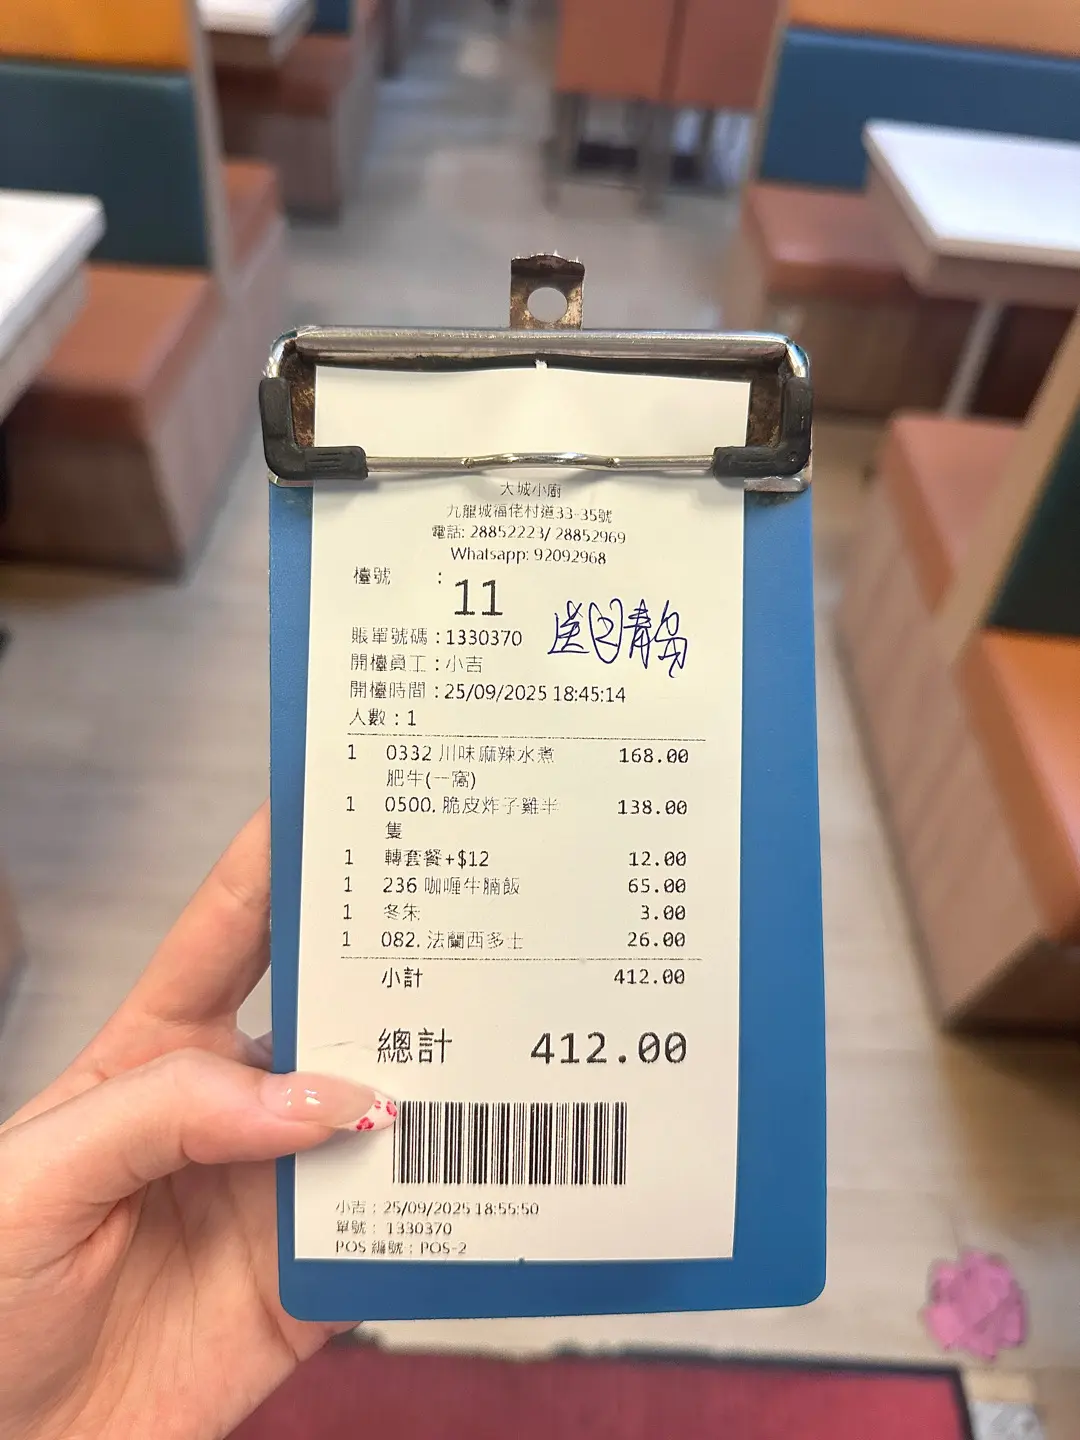 大城小廚
九龍城福佬村道33-35號
電話: 28852223/ 28852969
Whatsapp: 92092968
檯號 :
11
送②青島
賬單號碼 : 1330370
開檯員工 : 小吉
開檯時間 : 25/09/2025 18:45:14
人數 : 1
1 0332 川味麻辣水煮 168.00
肥牛(一窩)
1 0500. 脆皮炸子雞半 138.00
隻
1 轉套餐+$12 12.00
1 236 咖喱牛腩飯 65.00
1 冬朱 3.00
1 082. 法蘭西多士 26.00
小計 412.00
總計 412.00
小吉 : 25/09/2025 18:55:50
單號 : 1330370
POS 編號 : POS-2